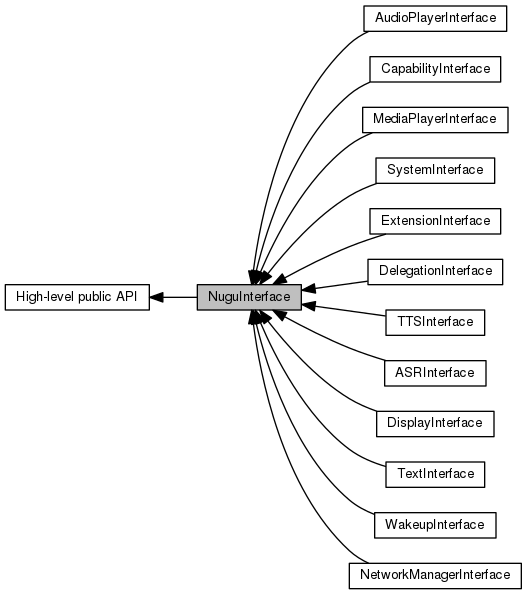 AudioPlayerInterface
CapabilityInterface
MediaPlayerInterface
SystemInterface
ExtensionInterface
DelegationInterface
High-level public API
NuguInterface
TTSInterface
ASRInterface
DisplayInterface
TextInterface
WakeupInterface
NetworkManagerInterface